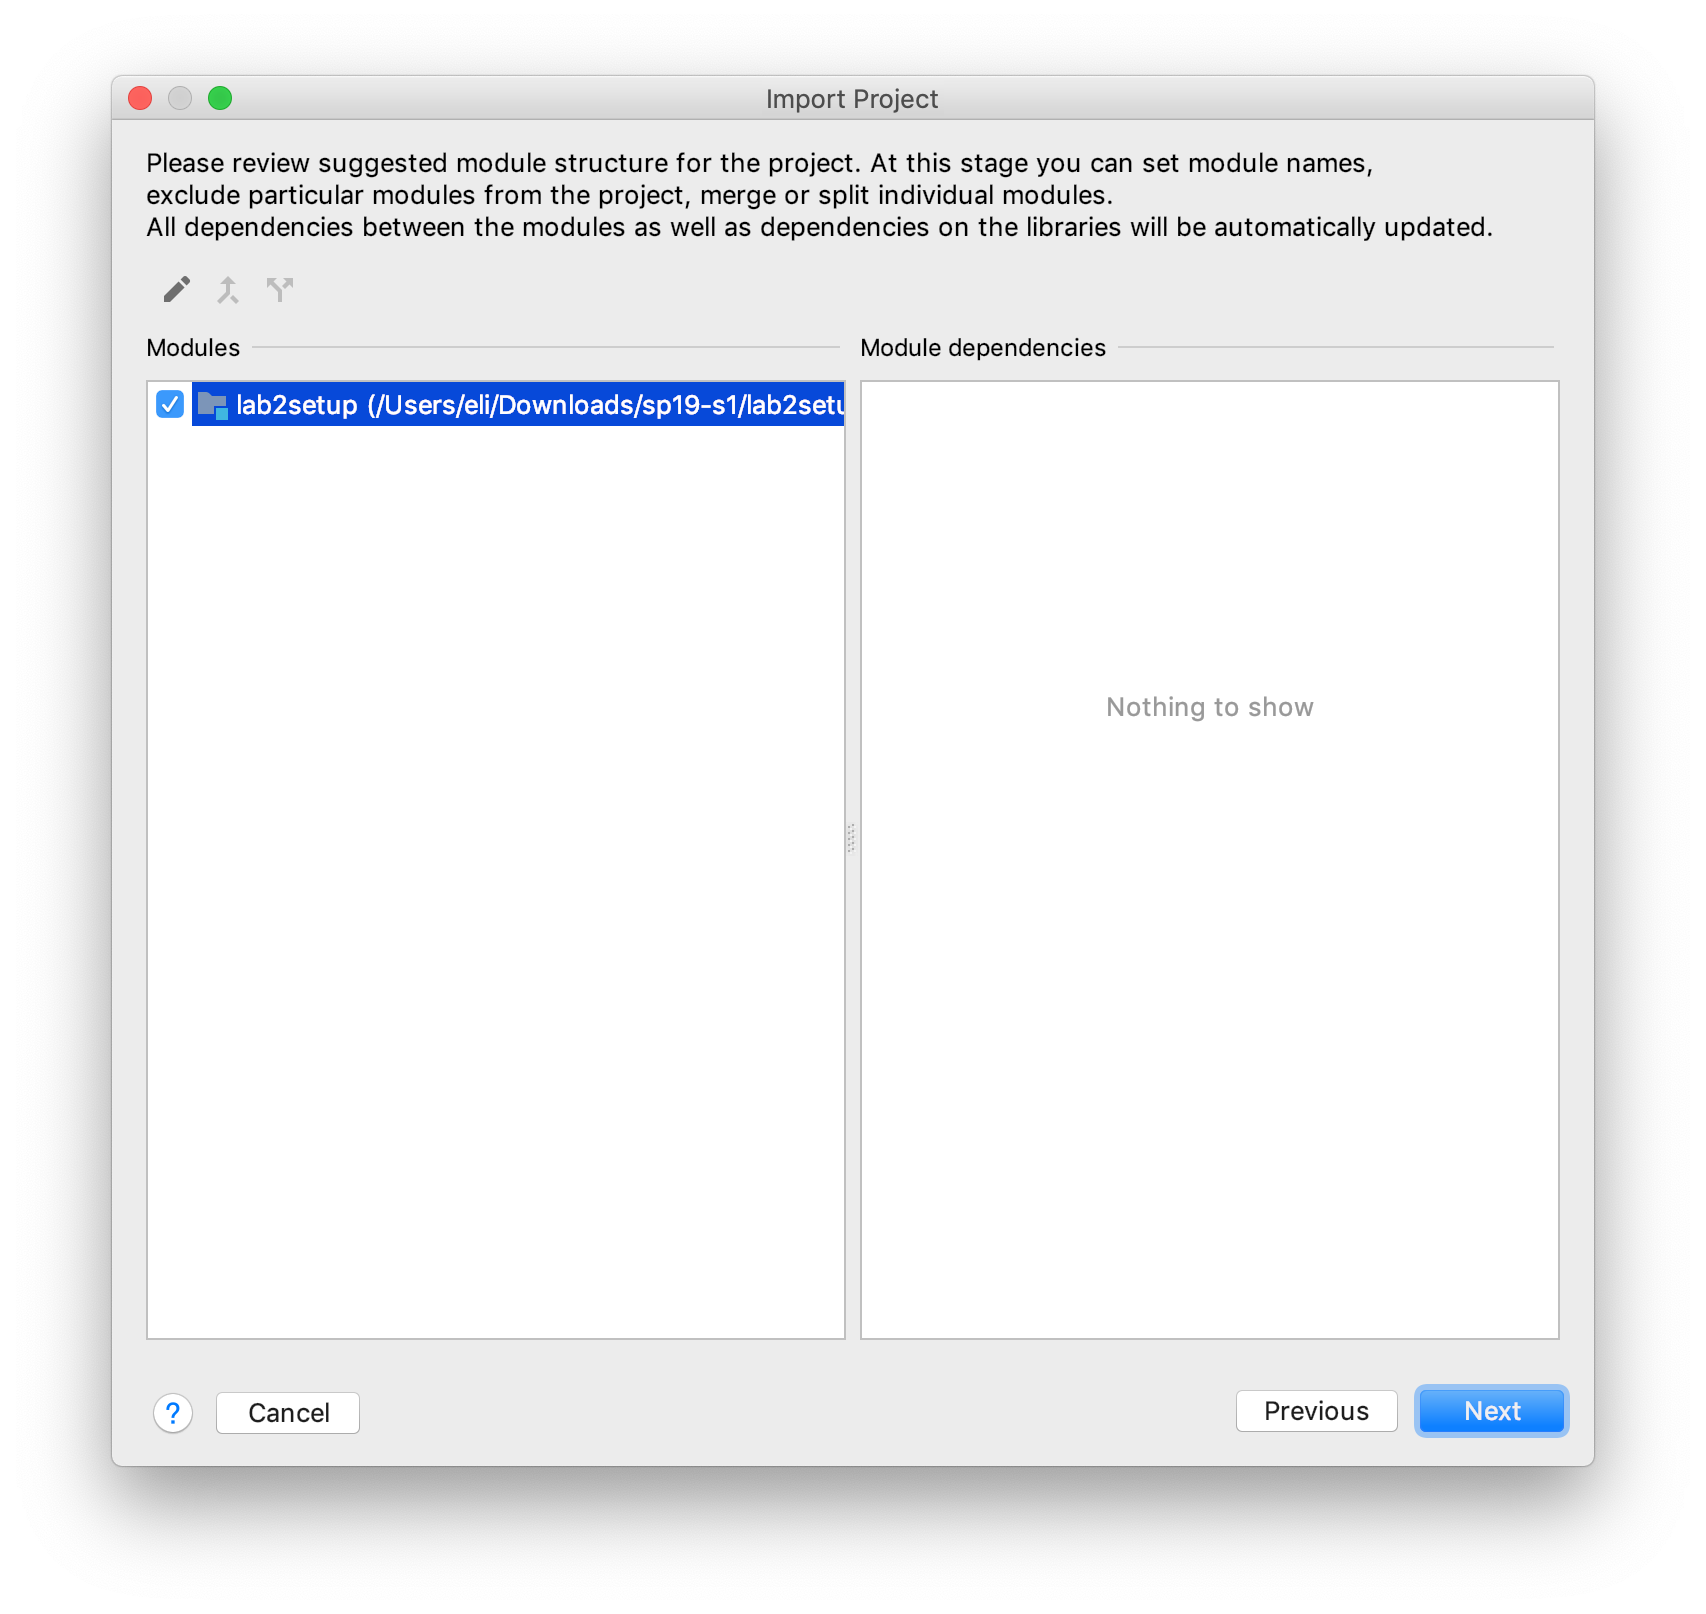 Import Project
Please review suggested module structure for the project. At this stage you can set module names,
exclude particular modules from the project, merge or split individual modules.
All dependencies between the modules as well as dependencies on the libraries will be automatically updated.
Modules
Module dependencies
lab2setup (/Users/eli/Downloads/sp19-s1/lab2setu
Nothing to show
?
Cancel
Previous
Next